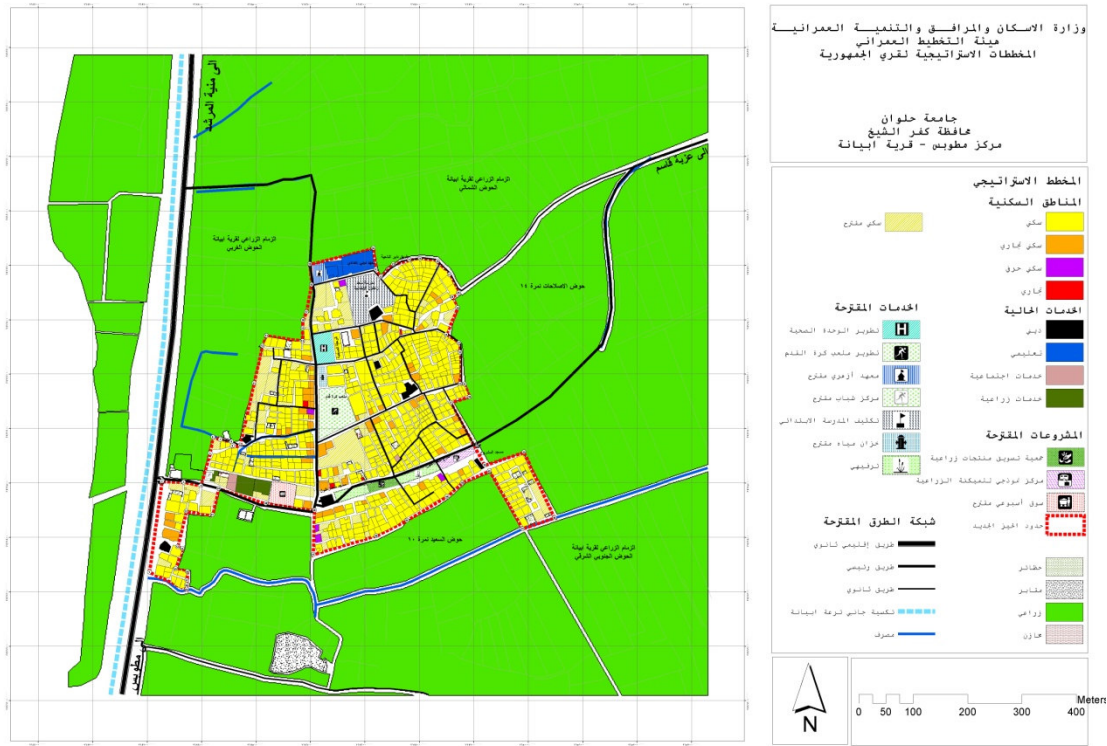 وزارة الاسكان والمرافق والتنمية العمرانية
هيئة التخطيط العمراني
المخططات الاستراتيجية لقري الجمهورية
جامعة حلوان
محافظة كفر الشيخ
مركز مطوبس - قرية ابيانة
المخطط الاستراتيجي
المناطق السكنية
سكني
سكني تجاري
سكني حرفي
تجاري
سكني مقترح
الخدمات الحالية
ديني
تعليمي
خدمات اجتماعية
خدمات زراعية
الخدمات المقترحة
تطوير الوحدة الصحية
تطوير ملعب كرة القدم
معهد أزهري مقترح
مركز شباب مقترح
تكثيف المدرسة الابتدائي
خزان مياه مقترح
ترفيهي
المشروعات المقترحة
جمعية تسويق منتجات زراعية
مركز نموذجي للميكنة الزراعية
سوق اسبوعي مقترح
حدود الحيز الجديد
حظائر
مقابر
زراعي
مخازن
شبكة الطرق المقترحة
طريق إقليمي ثانوي
طريق رئيسي
طريق ثانوي
تكسية جانبي ترعة ابيانة
مصرف
N
0 50 100 200 300 400
Meters
الى منية المرشد
الى عزبة قاسم
الزمام الزراعي لقرية ابيانة
الحوض الشمالي
الزمام الزراعي لقرية ابيانة
الحوض الغربي
حوض الاصلاحات نمرة ١٤
حوض السعيد نمرة ١٠
الزمام الزراعي لقرية ابيانة
الحوض الجنوبي الشرقي
الى مطوبس
H